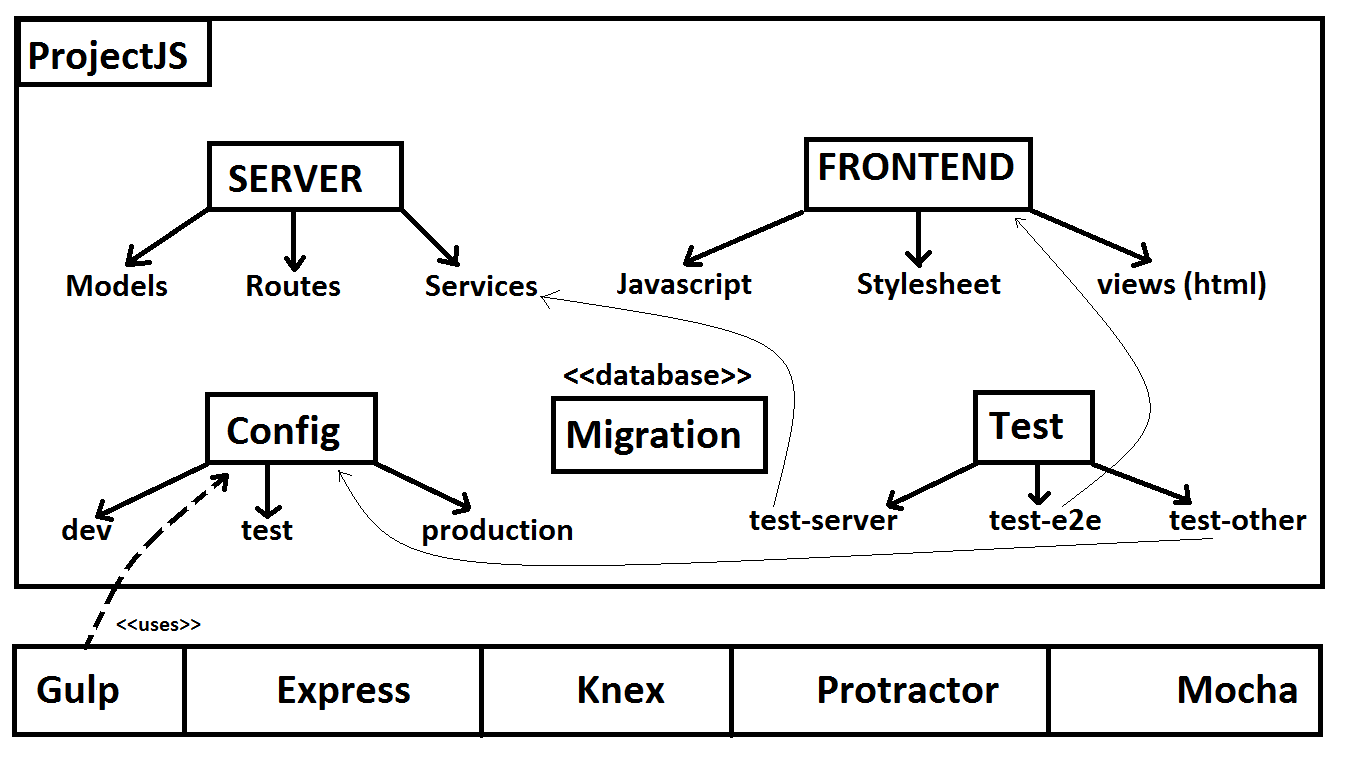 ProjectJS
SERVER
FRONTEND
Models
Routes
Services
Javascript
Stylesheet
views (html)
<<database>>
Config
Migration
Test
dev
test
production
test-server
test-e2e
test-other
<<uses>>
Gulp
Express
Knex
Protractor
Mocha